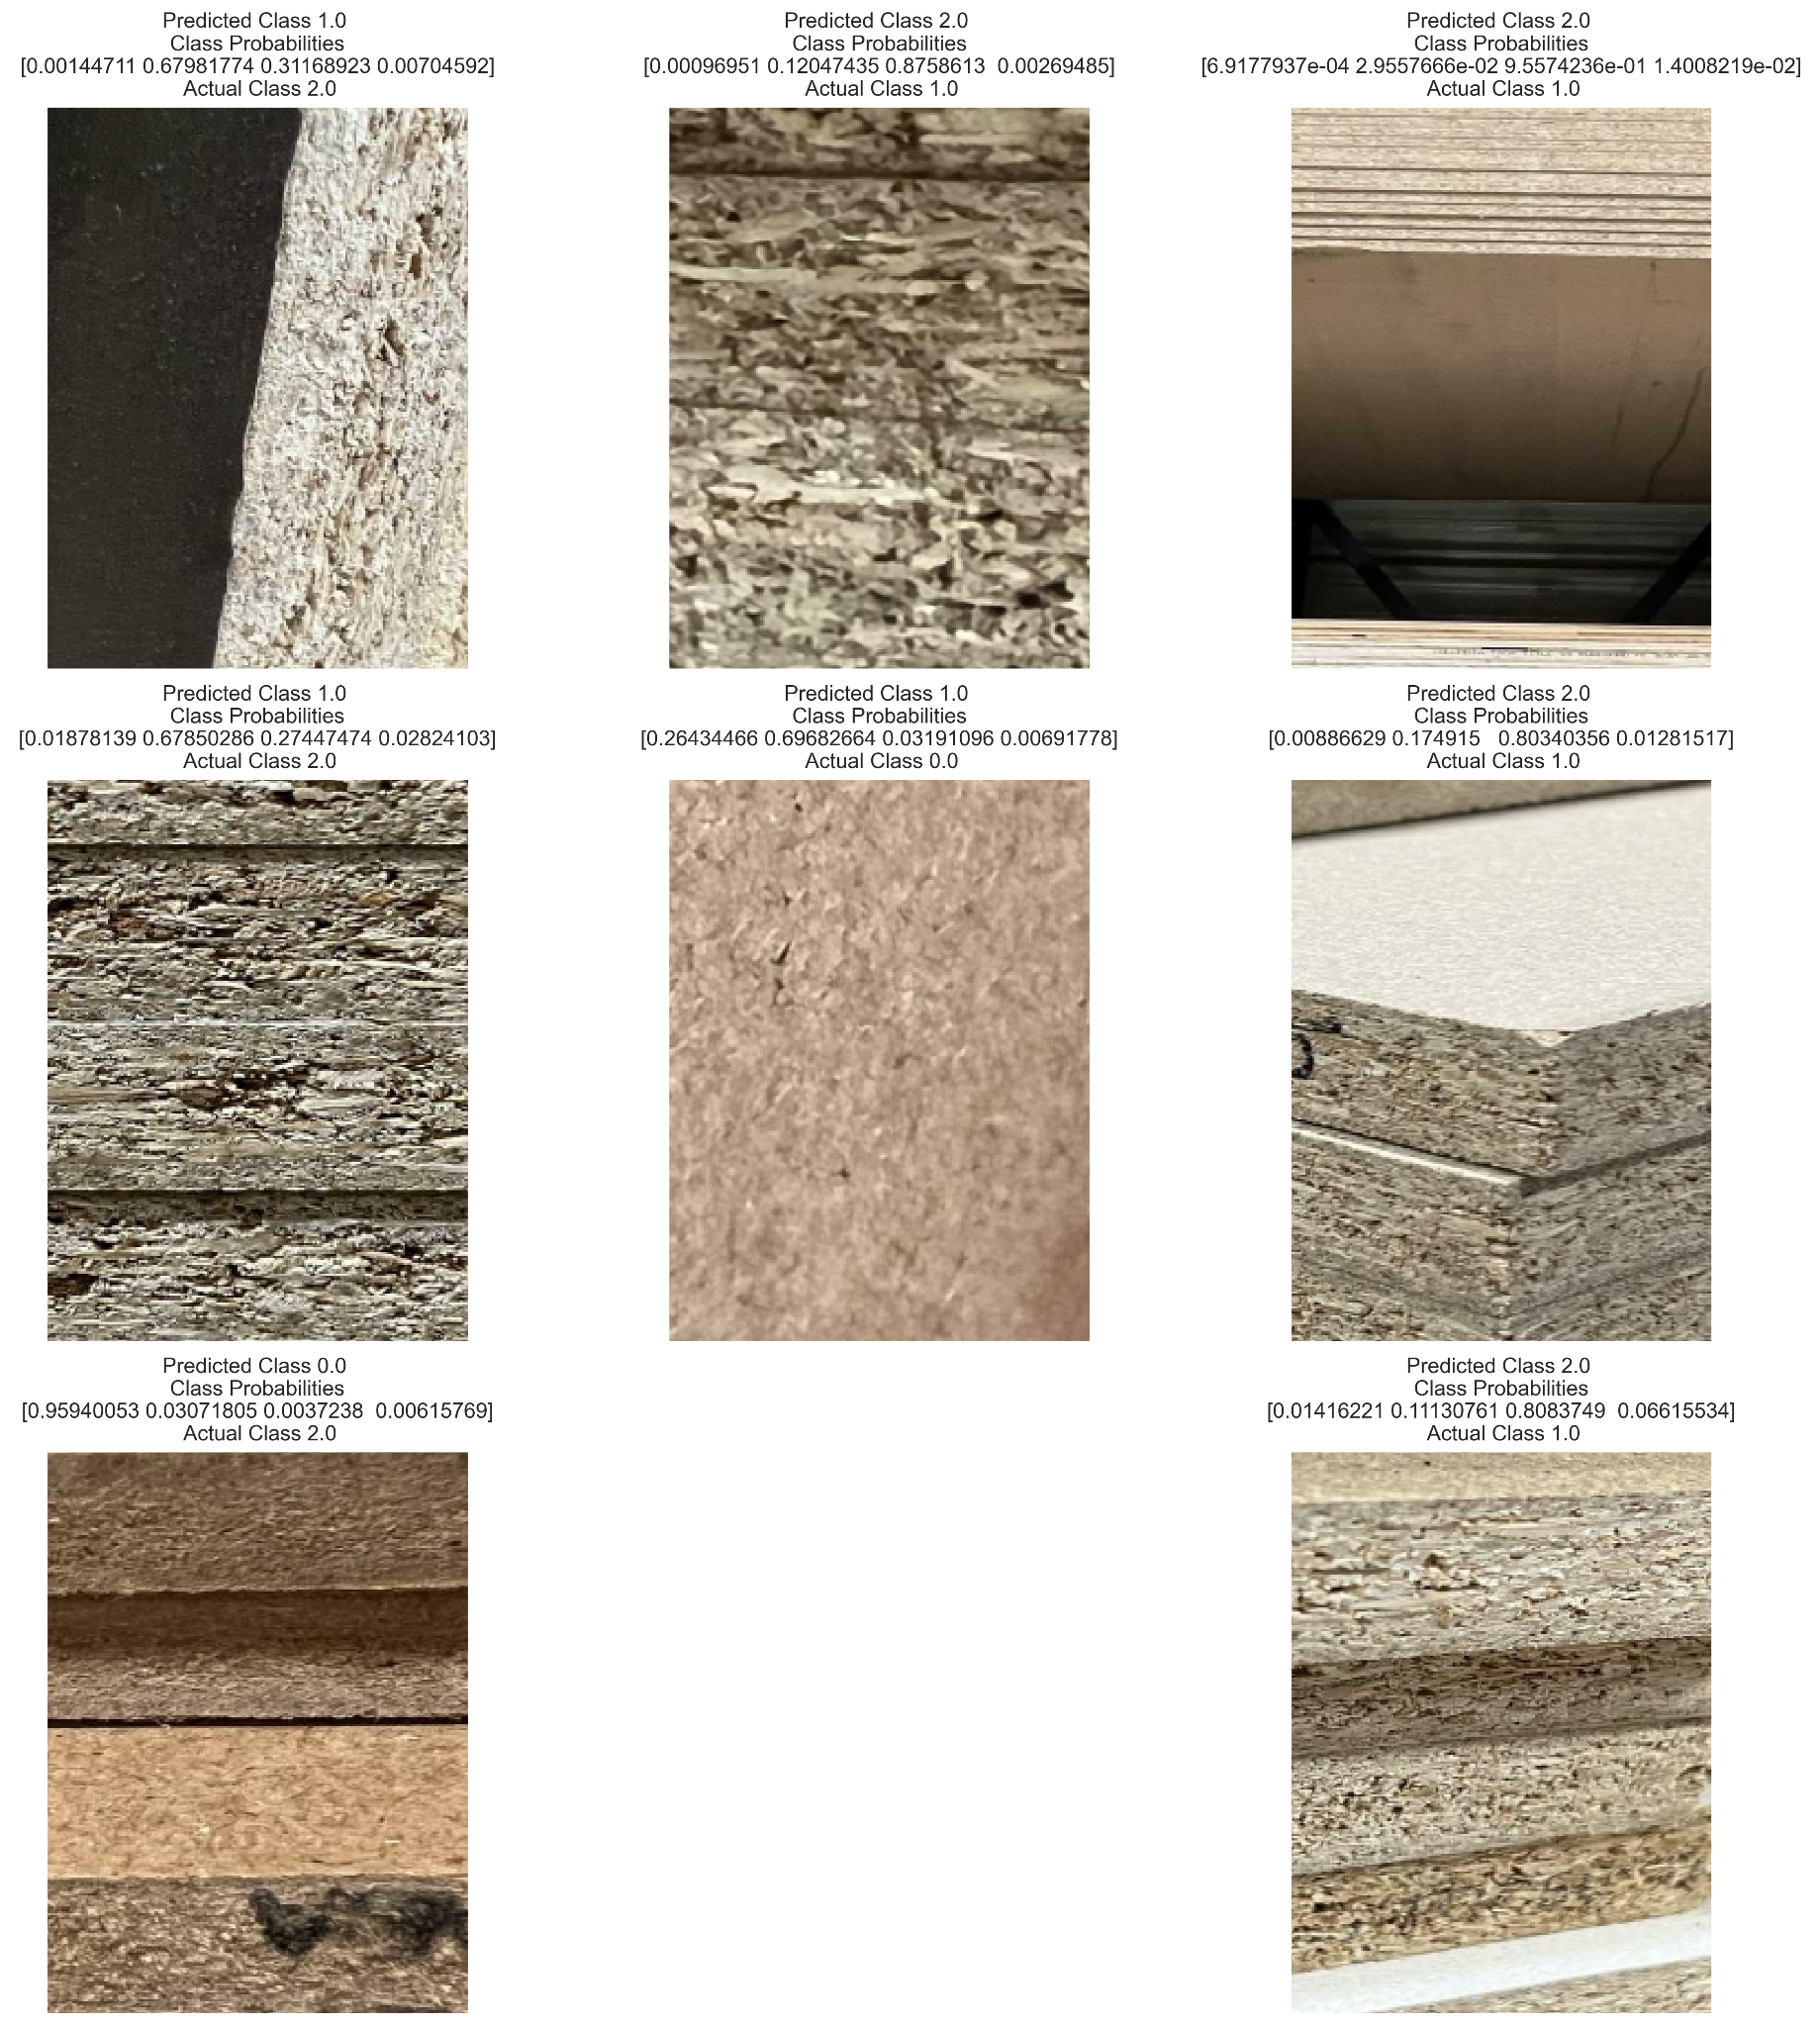 Predicted Class 1.0
Class Probabilities
[0.00144711 0.67981774 0.31168923 0.00704592]
Actual Class 2.0
Predicted Class 2.0
Class Probabilities
[0.00096951 0.12047435 0.8758613  0.00269485]
Actual Class 1.0
Predicted Class 2.0
Class Probabilities
[6.9177937e-04 2.9557666e-02 9.5574236e-01 1.4008219e-02]
Actual Class 1.0
Predicted Class 1.0
Class Probabilities
[0.01878139 0.67850286 0.27447474 0.02824103]
Actual Class 2.0
Predicted Class 1.0
Class Probabilities
[0.26434466 0.69682664 0.03191096 0.00691778]
Actual Class 0.0
Predicted Class 2.0
Class Probabilities
[0.00886629 0.174915   0.80340356 0.01281517]
Actual Class 1.0
Predicted Class 0.0
Class Probabilities
[0.95940053 0.03071805 0.0037238  0.00615769]
Actual Class 2.0
Predicted Class 2.0
Class Probabilities
[0.01416221 0.11130761 0.8083749  0.06615534]
Actual Class 1.0